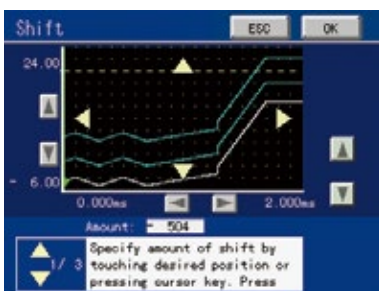 Shift
ESC OK
24.00
- 6.00
0.000ms 2.000ms
Amount: - 504
1/ 3
Specify amount of shift by
touching desired position or
pressing cursor key. Press